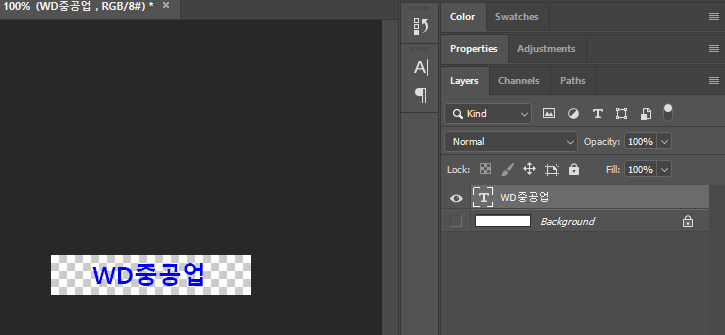 100% (WD중공업 , RGB/8#) *
Color Swatches
A
Properties Adjustments
Layers Channels Paths
Kind
T
Normal Opacity: 100%
Lock: Fill: 100%
T WD중공업
Background
WD중공업